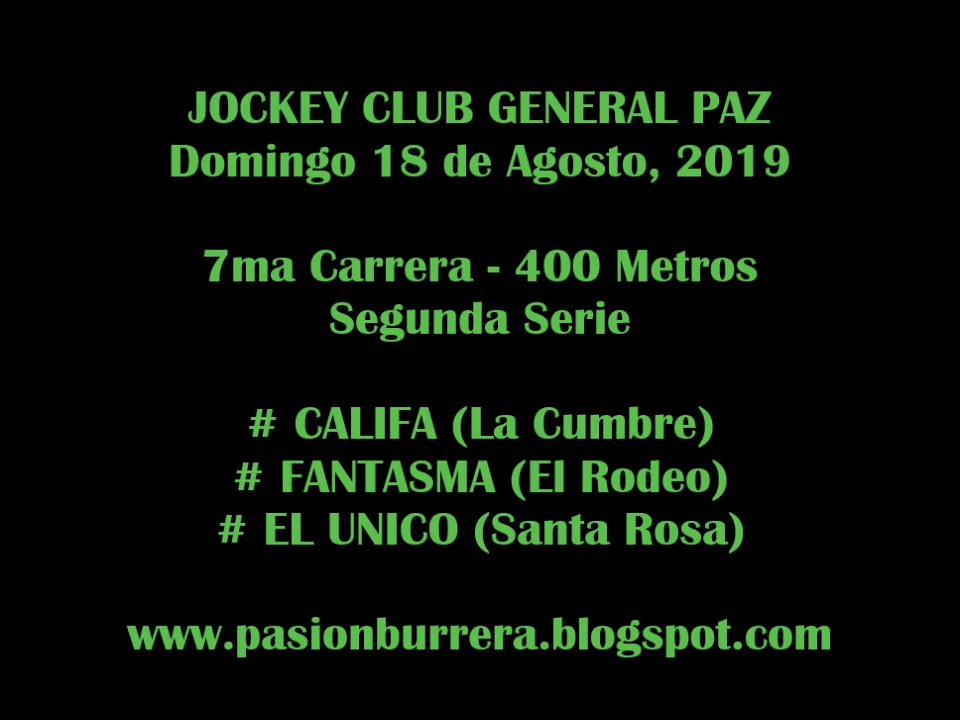 JOCKEY CLUB GENERAL PAZ
Domingo 18 de Agosto, 2019
7ma Carrera - 400 Metros
Segunda Serie
# CALIFA (La Cumbre)
# FANTASMA (El Rodeo)
# EL UNICO (Santa Rosa)
www.pasionburrera.blogspot.com